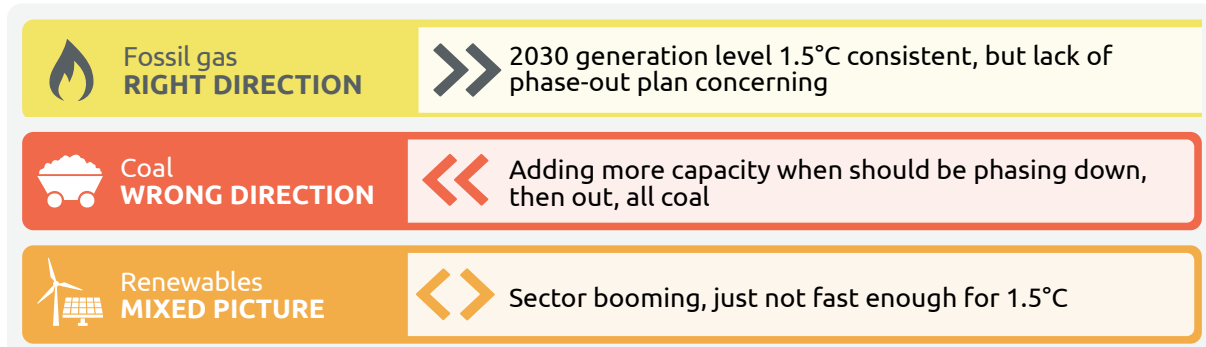 Fossil gas
RIGHT DIRECTION
2030 generation level 1.5°C consistent, but lack of
phase-out plan concerning
Coal
WRONG DIRECTION
Adding more capacity when should be phasing down,
then out, all coal
Renewables
MIXED PICTURE
Sector booming, just not fast enough for 1.5°C